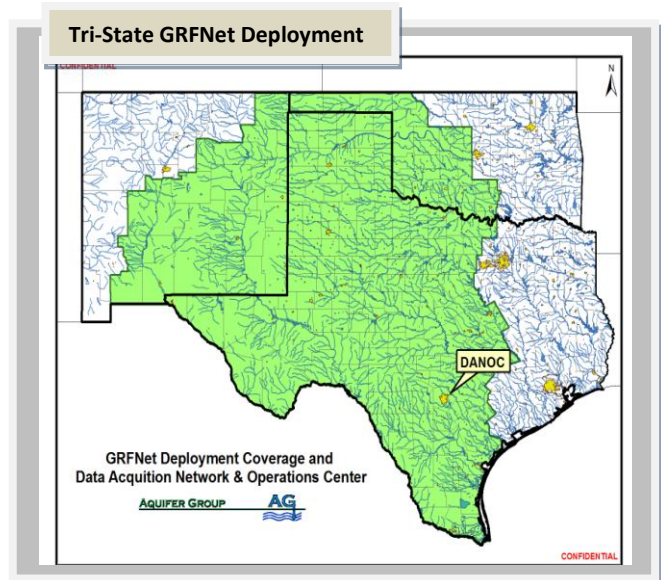 Tri-State GRFNet Deployment
CONFIDENTIAL
N
DANOC
GRFNet Deployment Coverage and
Data Acquition Network & Operations Center
AQUIFER GROUP AG
CONFIDENTIAL